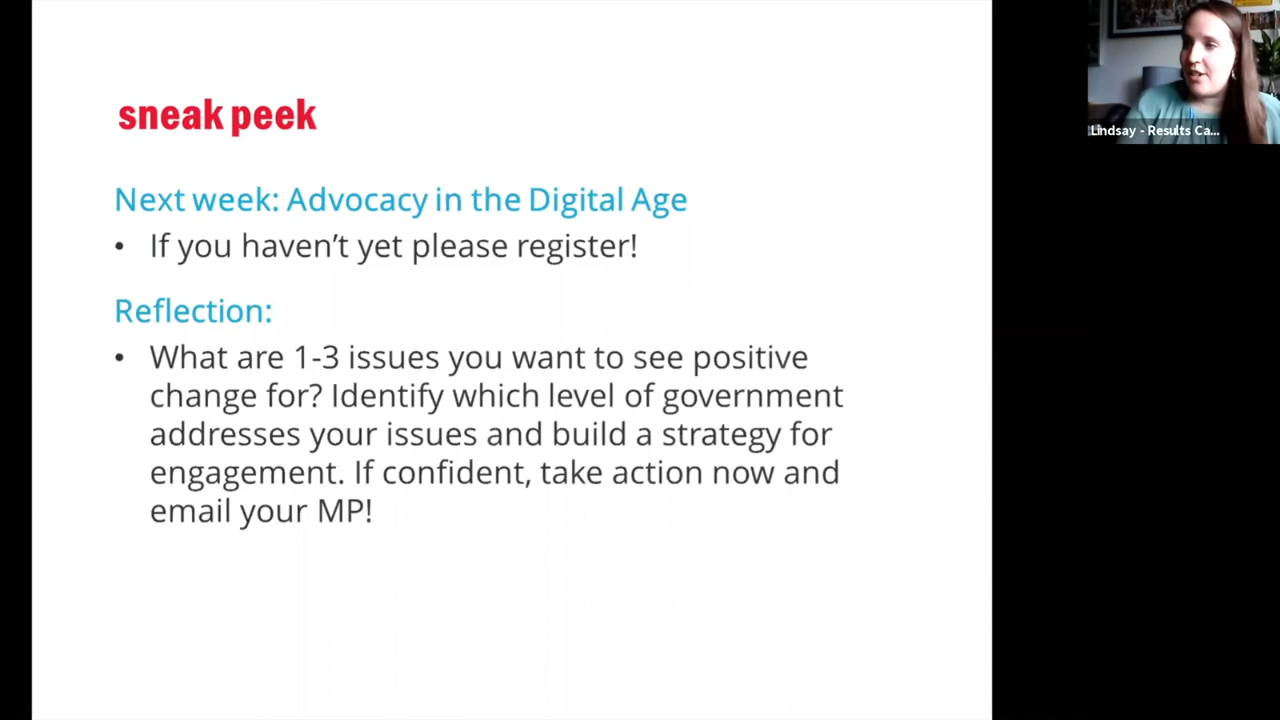 sneak peek
Next week: Advocacy in the Digital Age
• If you haven't yet please register!
Reflection:
• What are 1-3 issues you want to see positive
change for? Identify which level of government
addresses your issues and build a strategy for
engagement. If confident, take action now and
email your MP!
Lindsay - Results Ca...